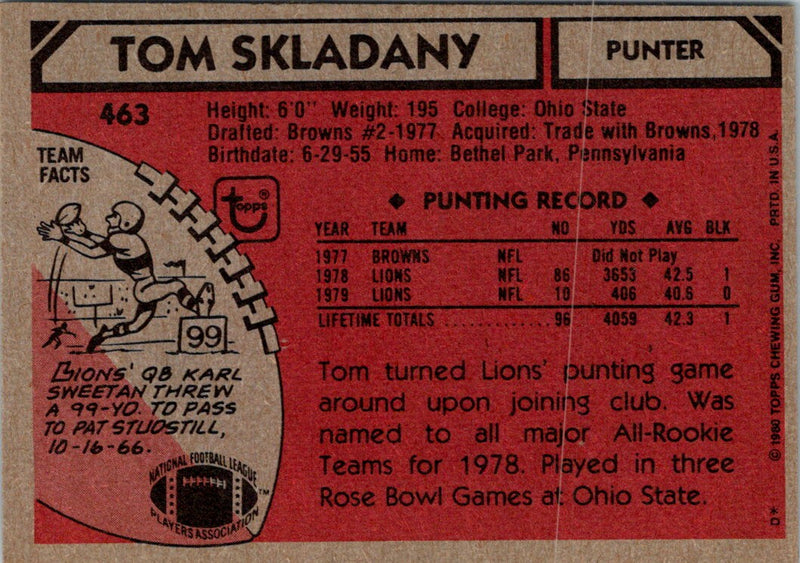 TOM SKLADANY
PUNTER
463
Height: 6'0" Weight: 195 College: Ohio State
Drafted: Browns #2-1977 Acquired: Trade with Browns, 1978
Birthdate: 6-29-55 Home: Bethel Park, Pennsylvania
TEAM
FACTS
topps®
◆ PUNTING RECORD ◆
YEAR TEAM NO YDS AVG BLK
1977 BROWNS NFL Did Not Play
1978 LIONS NFL 86 3653 42.5 1
1979 LIONS NFL 10 406 40.6 0
LIFETIME TOTALS 96 4059 42.3 1
99
LIONS' QB KARL
SWEETAN THREW
A 99-YD. TD PASS
TO PAT STUDSTILL,
10-16-66.
Tom turned Lions' punting game
around upon joining club. Was
named to all major All-Rookie
Teams for 1978. Played in three
Rose Bowl Games at Ohio State.
NATIONAL FOOTBALL LEAGUE
PLAYERS ASSOCIATION
™
© 1980 TOPPS CHEWING GUM, INC. PRTD. IN U.S.A.
D*